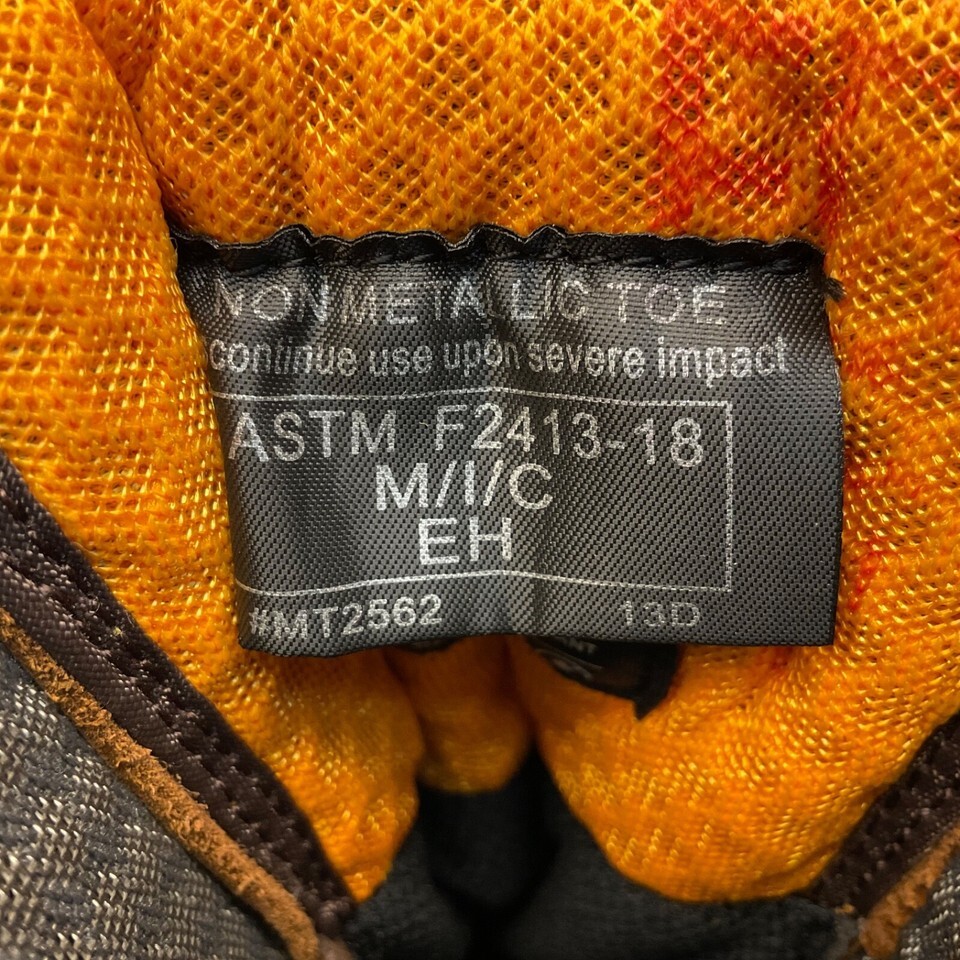 NON METALLIC TOE
continue use upon severe impact
ASTM F2413-18
M/I/C
EH
#MT2562 13D